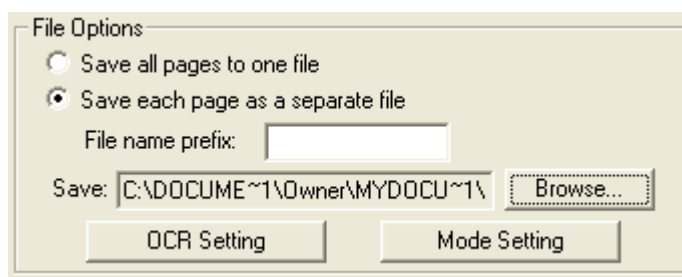 File Options
Save all pages to one file
Save each page as a separate file
File name prefix:
Save: C:\DOCUME~1\Owner\MYDOCU~1\ Browse...
OCR Setting Mode Setting